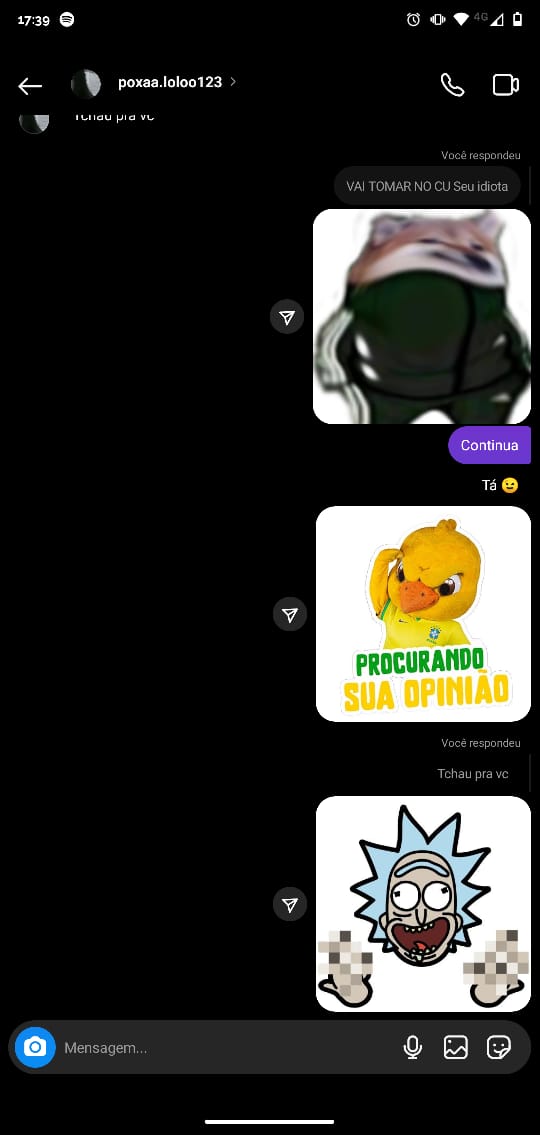 17:39
4G
poxaa.loloo123
Tchau pra vc
Você respondeu
VAI TOMAR NO CU Seu idiota
Continua
Tá 😉
PROCURANDO
SUA OPINIÃO
Você respondeu
Tchau pra vc
Mensagem...